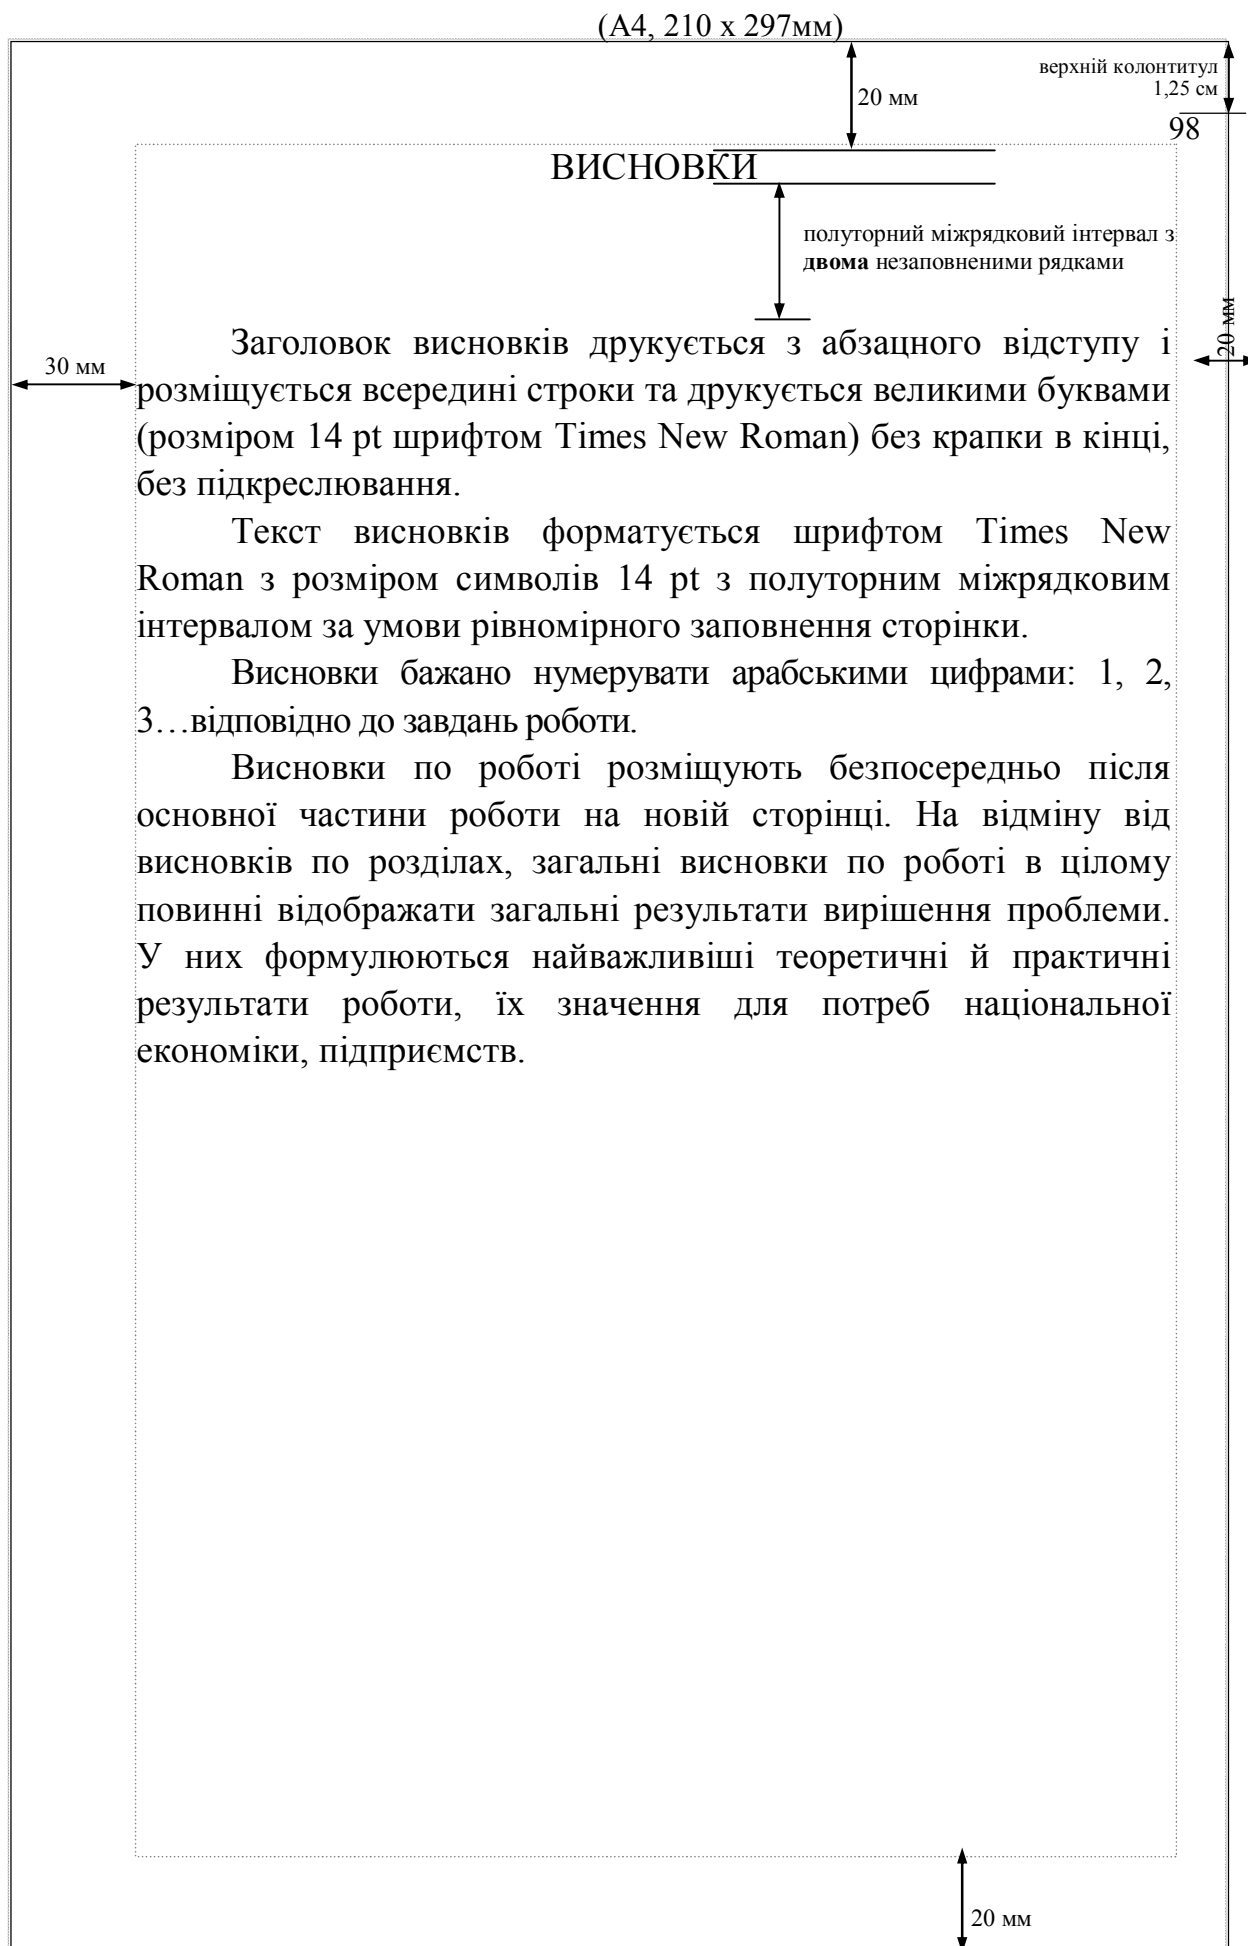 (А4, 210 х 297мм)
верхній колонтитул
1,25 см
20 мм
98
ВИСНОВКИ
полуторний міжрядковий інтервал з
двома незаповненими рядками
20 мм
30 мм
Заголовок висновків друкується з абзацного відступу і
розміщується всередині строки та друкується великими буквами
(розміром 14 pt шрифтом Times New Roman) без крапки в кінці,
без підкреслювання.
Текст висновків форматується шрифтом Times New
Roman з розміром символів 14 pt з полуторним міжрядковим
інтервалом за умови рівномірного заповнення сторінки.
Висновки бажано нумерувати арабськими цифрами: 1, 2,
3…відповідно до завдань роботи.
Висновки по роботі розміщують безпосередньо після
основної частини роботи на новій сторінці. На відміну від
висновків по розділах, загальні висновки по роботі в цілому
повинні відображати загальні результати вирішення проблеми.
У них формулюються найважливіші теоретичні й практичні
результати роботи, їх значення для потреб національної
економіки, підприємств.
20 мм